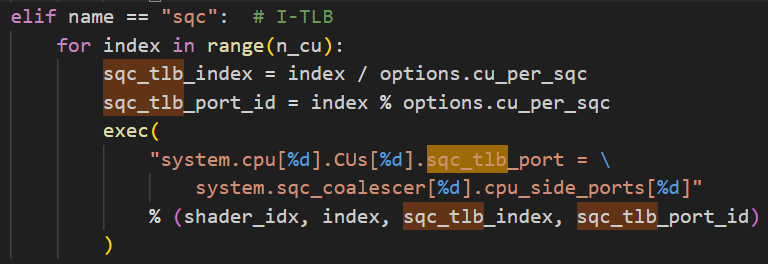 elif name == "sqc":  # I-TLB
    for index in range(n_cu):
        sqc_tlb_index = index / options.cu_per_sqc
        sqc_tlb_port_id = index % options.cu_per_sqc
        exec(
            "system.cpu[%d].CUs[%d].sqc_tlb_port = \
                system.sqc_coalescer[%d].cpu_side_ports[%d]"
            % (shader_idx, index, sqc_tlb_index, sqc_tlb_port_id)
        )